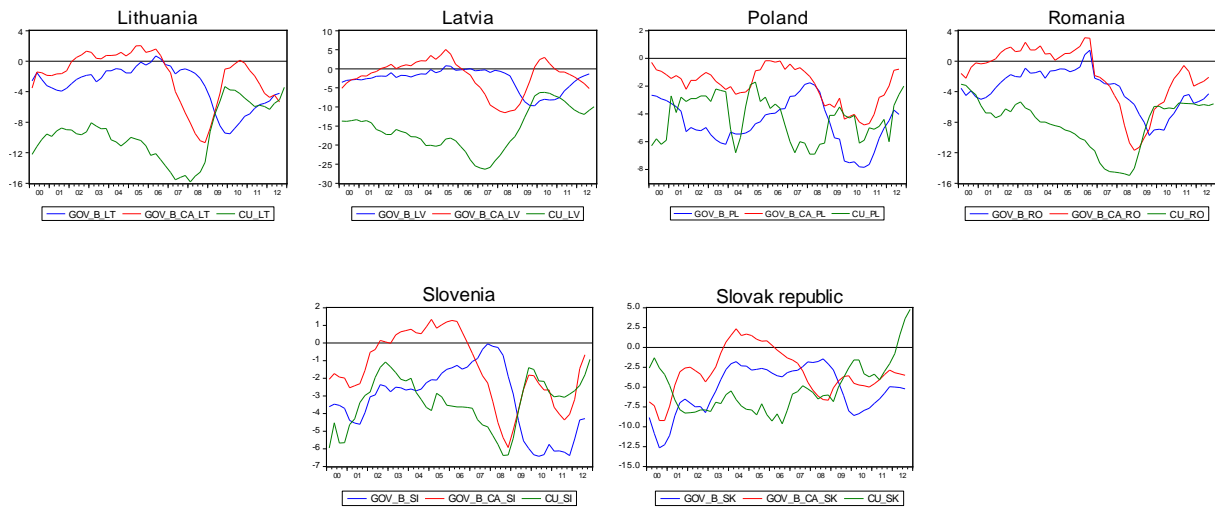 Lithuania
4
0
-4
-8
-12
-16
00 01 02 03 04 05 06 07 08 09 10 11 12
GOV_B_LT GOV_B_CA_LT CU_LT
Latvia
10
5
0
-5
-10
-15
-20
-25
-30
00 01 02 03 04 05 06 07 08 09 10 11 12
GOV_B_LV GOV_B_CA_LV CU_LV
Poland
2
0
-2
-4
-6
-8
00 01 02 03 04 05 06 07 08 09 10 11 12
GOV_B_PL GOV_B_CA_PL CU_PL
Romania
4
0
-4
-8
-12
-16
00 01 02 03 04 05 06 07 08 09 10 11 12
GOV_B_RO GOV_B_CA_RO CU_RO
Slovenia
2
1
0
-1
-2
-3
-4
-5
-6
-7
00 01 02 03 04 05 06 07 08 09 10 11 12
GOV_B_SI GOV_B_CA_SI CU_SI
Slovak republic
5.0
2.5
0.0
-2.5
-5.0
-7.5
-10.0
-12.5
-15.0
00 01 02 03 04 05 06 07 08 09 10 11 12
GOV_B_SK GOV_B_CA_SK CU_SK